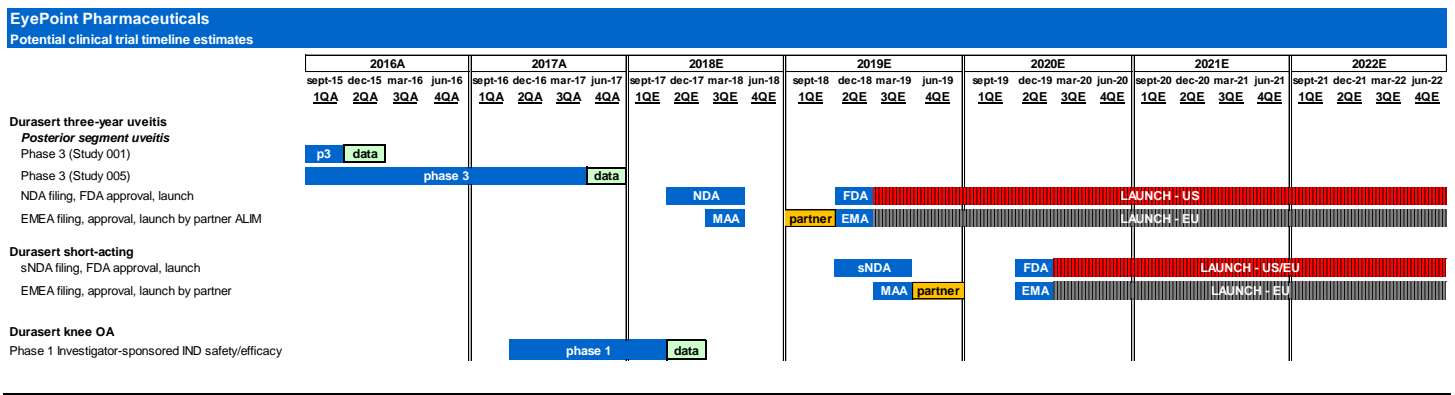 EyePoint Pharmaceuticals
Potential clinical trial timeline estimates
2016A 2017A 2018E 2019E 2020E 2021E 2022E
sept-15 dec-15 mar-16 jun-16 sept-16 dec-16 mar-17 jun-17 sept-17 dec-17 mar-18 jun-18 sept-18 dec-18 mar-19 jun-19 sept-19 dec-19 mar-20 jun-20 sept-20 dec-20 mar-21 jun-21 sept-21 dec-21 mar-22 jun-22
1QA 2QA 3QA 4QA 1QA 2QA 3QA 4QA 1QE 2QE 3QE 4QE 1QE 2QE 3QE 4QE 1QE 2QE 3QE 4QE 1QE 2QE 3QE 4QE 1QE 2QE 3QE 4QE
Durasert three-year uveitis
Posterior segment uveitis
Phase 3 (Study 001) p3 data
Phase 3 (Study 005) phase 3 data
NDA filing, FDA approval, launch NDA FDA LAUNCH - US
EMEA filing, approval, launch by partner ALIM MAA partner EMA LAUNCH - EU
Durasert short-acting
sNDA filing, FDA approval, launch sNDA FDA LAUNCH - US/EU
EMEA filing, approval, launch by partner MAA partner EMA LAUNCH - EU
Durasert knee OA
Phase 1 Investigator-sponsored IND safety/efficacy phase 1 data